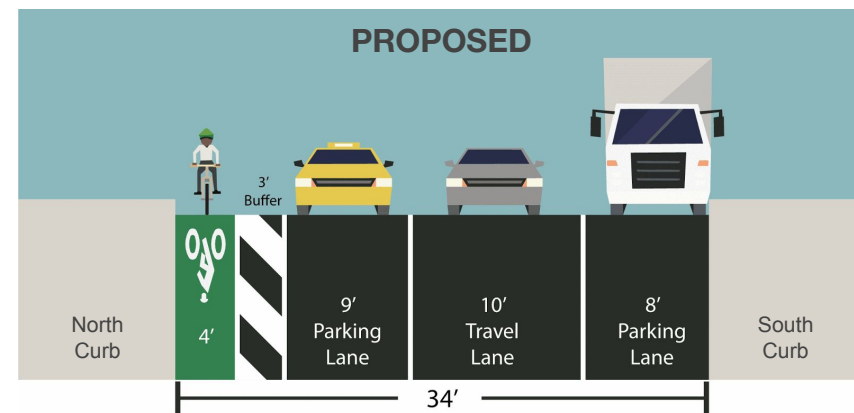 PROPOSED
3’
Buffer
North
Curb
4’
9’
Parking
Lane
10’
Travel
Lane
8’
Parking
Lane
South
Curb
34’